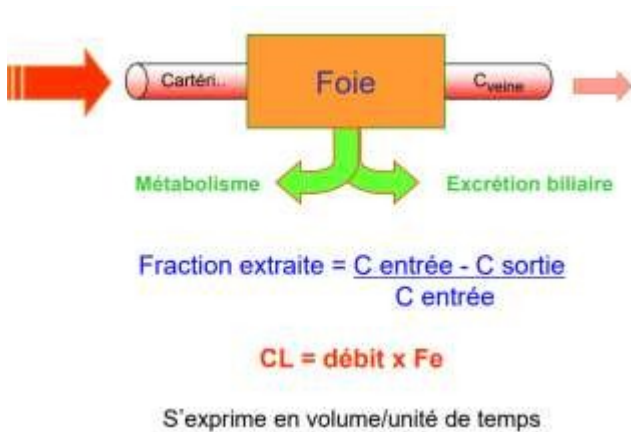 Cartéri..
Foie
Cveine
Métabolisme
Excrétion biliaire
Fraction extraite = C entrée - C sortie
C entrée
CL = débit x Fe
S'exprime en volume/unité de temps